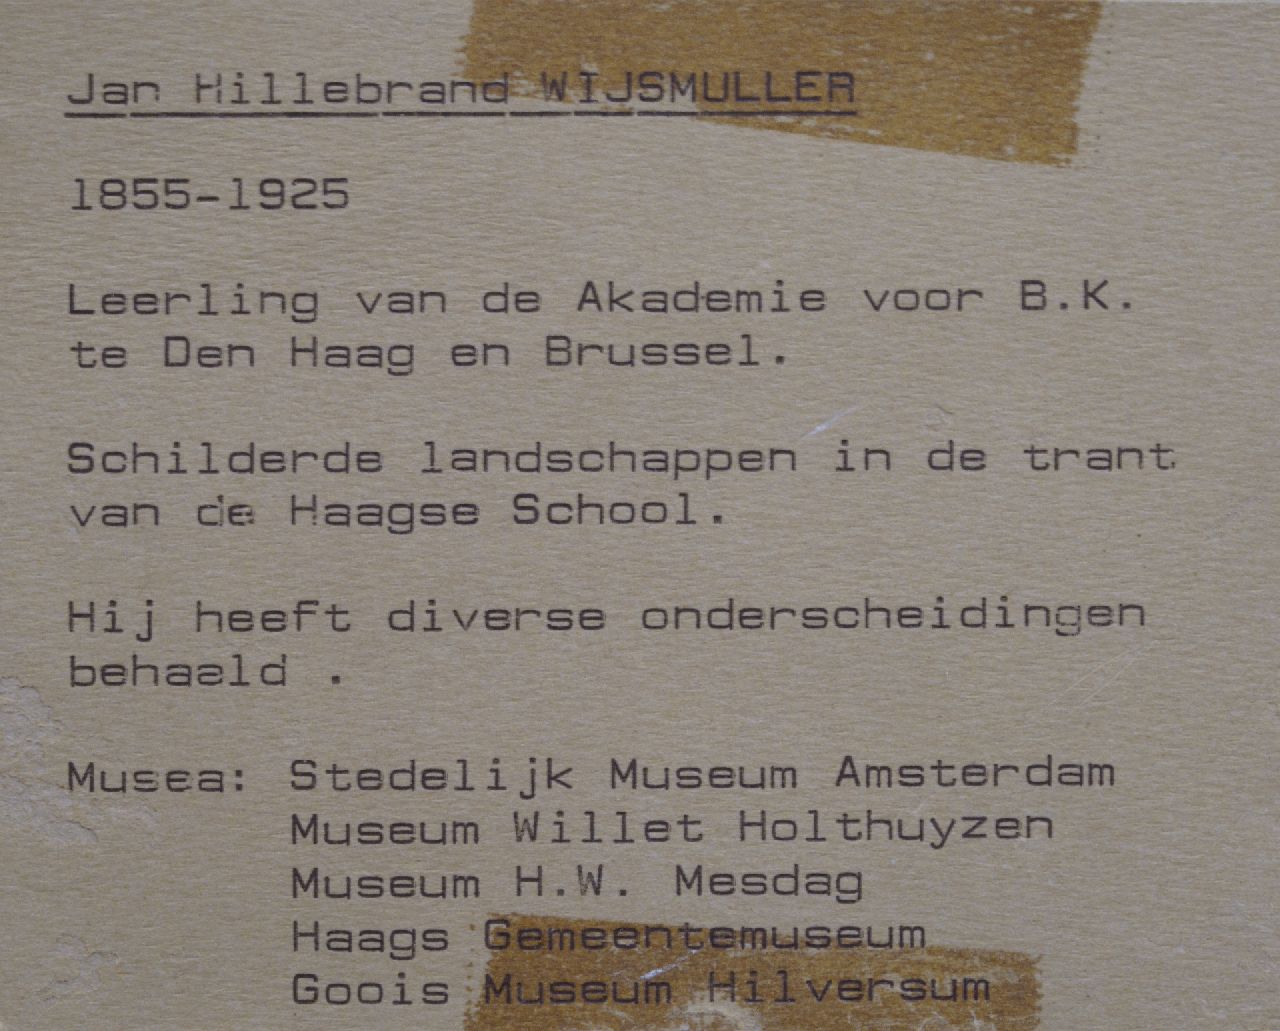 Jan Hillebrand WIJSMULLER
1855-1925
Leerling van de Akademie voor B.K.
te Den Haag en Brussel.
Schilderde landschappen in de trant
van de Haagse School.
Hij heeft diverse onderscheidingen
behaald .
Musea: Stedelijk Museum Amsterdam
Museum Willet Holthuyzen
Museum H.W. Mesdag
Haags Gemeentemuseum
Goois Museum Hilversum